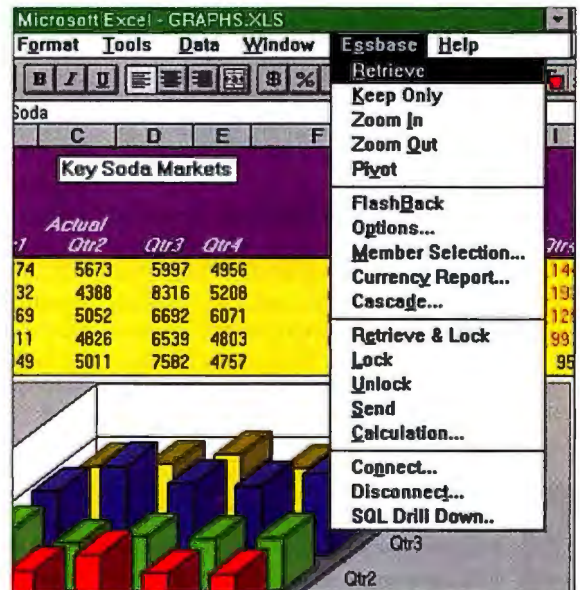 Microsoft Excel - GRAPHS.XLS
Format Tools Data Window Essbase Help
B I U $ %
Soda
C D E F I
Key Soda Markets
Actual
Qtr2 Qtr3 Qtr4
74 5673 5997 4956
32 4388 8316 5208
69 5052 6692 6071
11 4826 6539 4803
49 5011 7582 4757 95
Retrieve
Keep Only
Zoom In
Zoom Out
Pivot
FlashBack
Options...
Member Selection...
Currency Report...
Cascade...
Retrieve & Lock
Lock
Unlock
Send
Calculation...
Connect...
Disconnect...
SQL Drill Down..
Qtr3
Qtr2